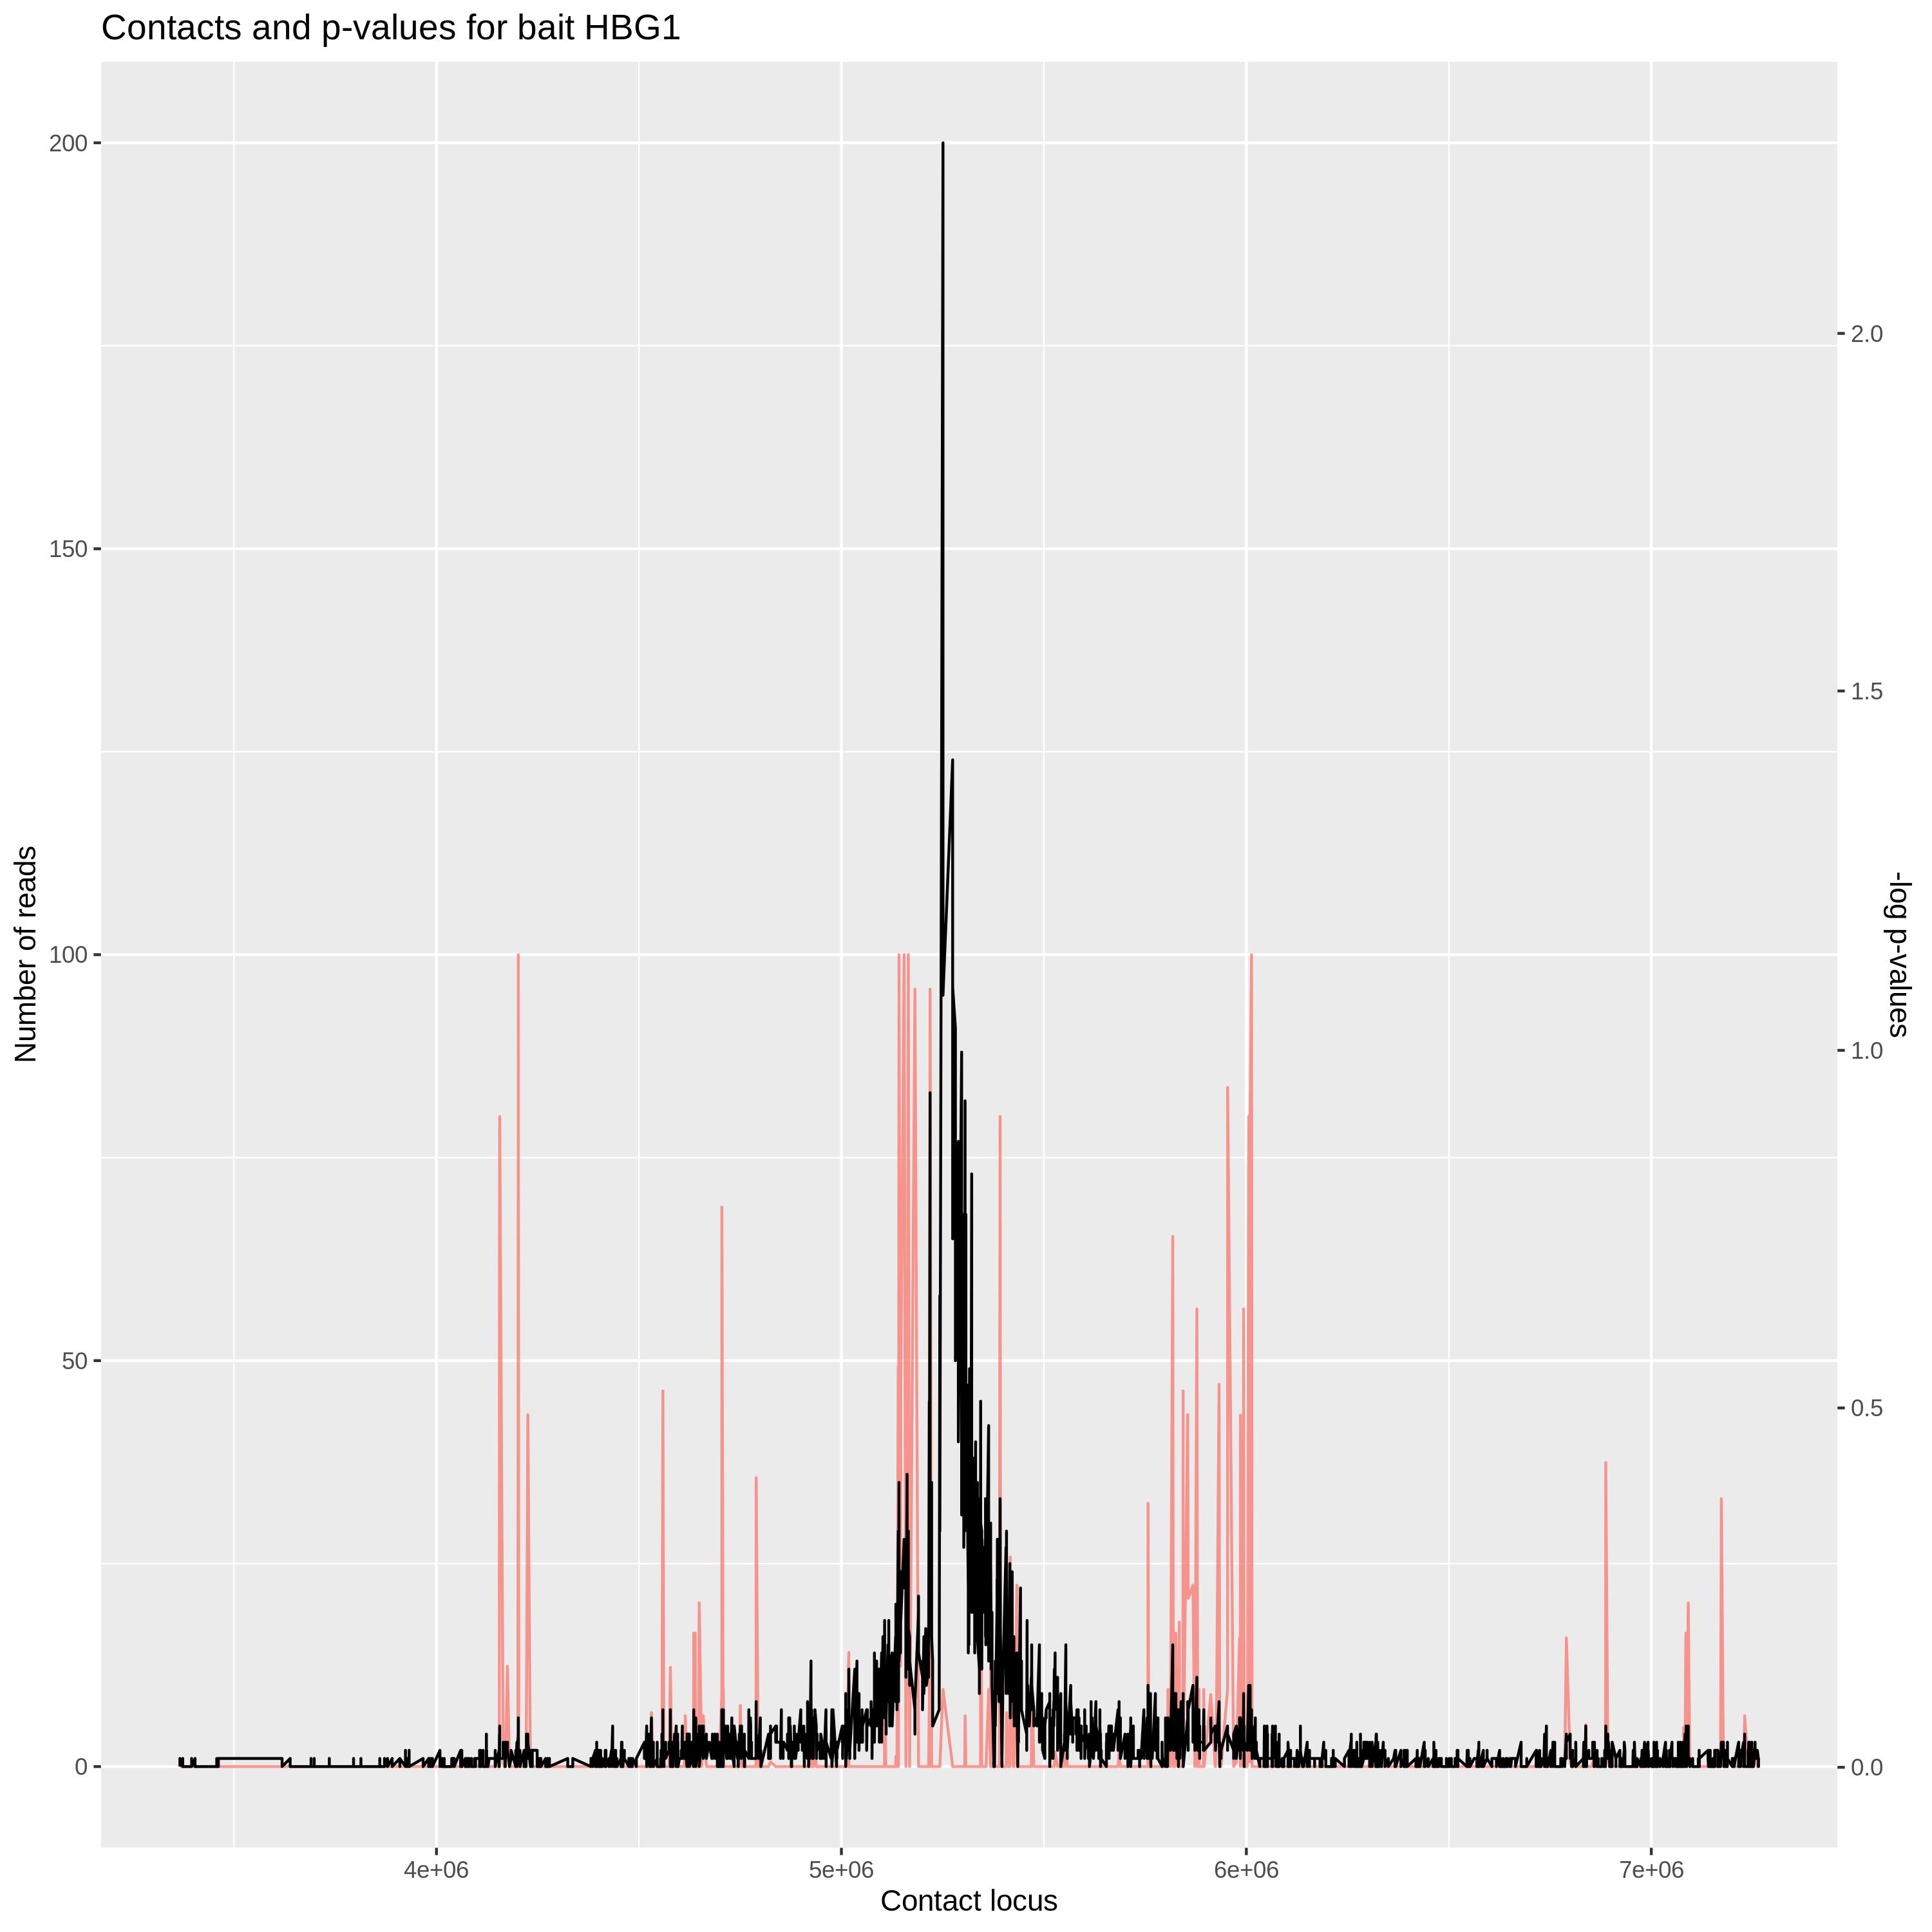 Contacts and p-values for bait HBG1
200
150
100
50
0
Number of reads
2.0
1.5
1.0
0.5
0.0
-log p-values
4e+06
5e+06
6e+06
7e+06
Contact locus